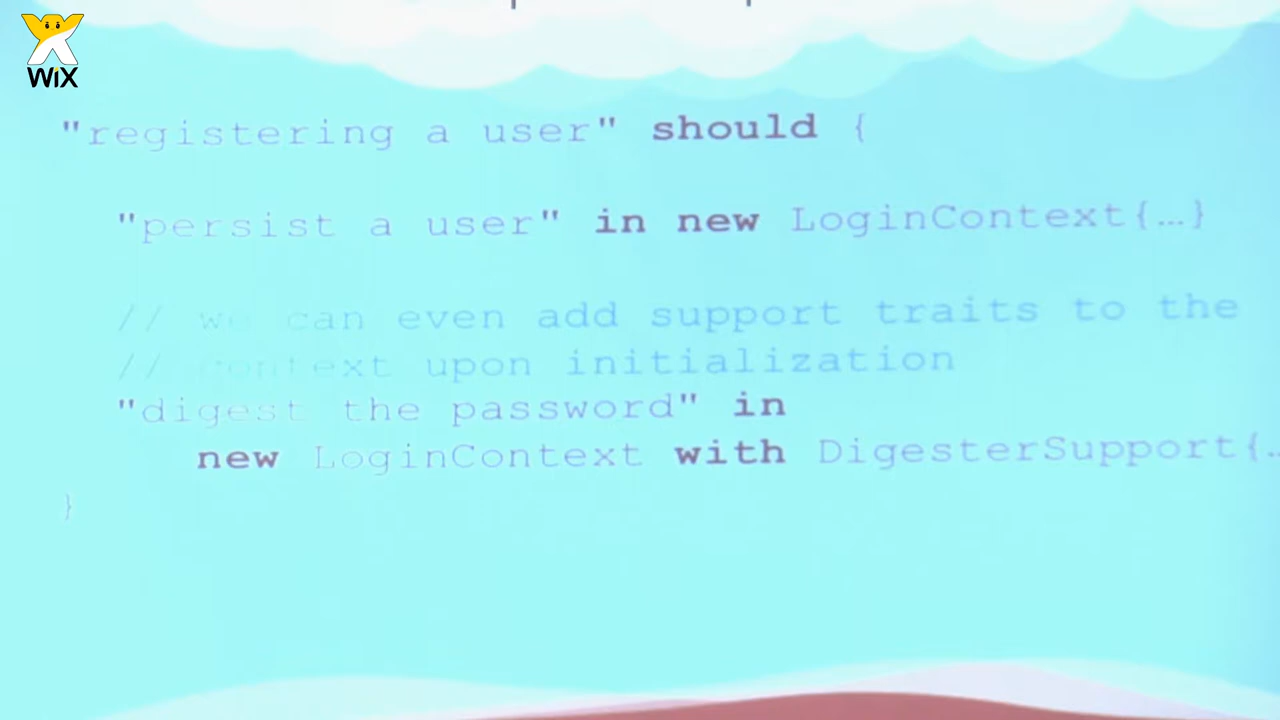 WiX
"registering a user" should {
"persist a user" in new LoginContext{…}
// we can even add support traits to the
// context upon initialization
"digest the password" in
new LoginContext with DigesterSupport{…
}